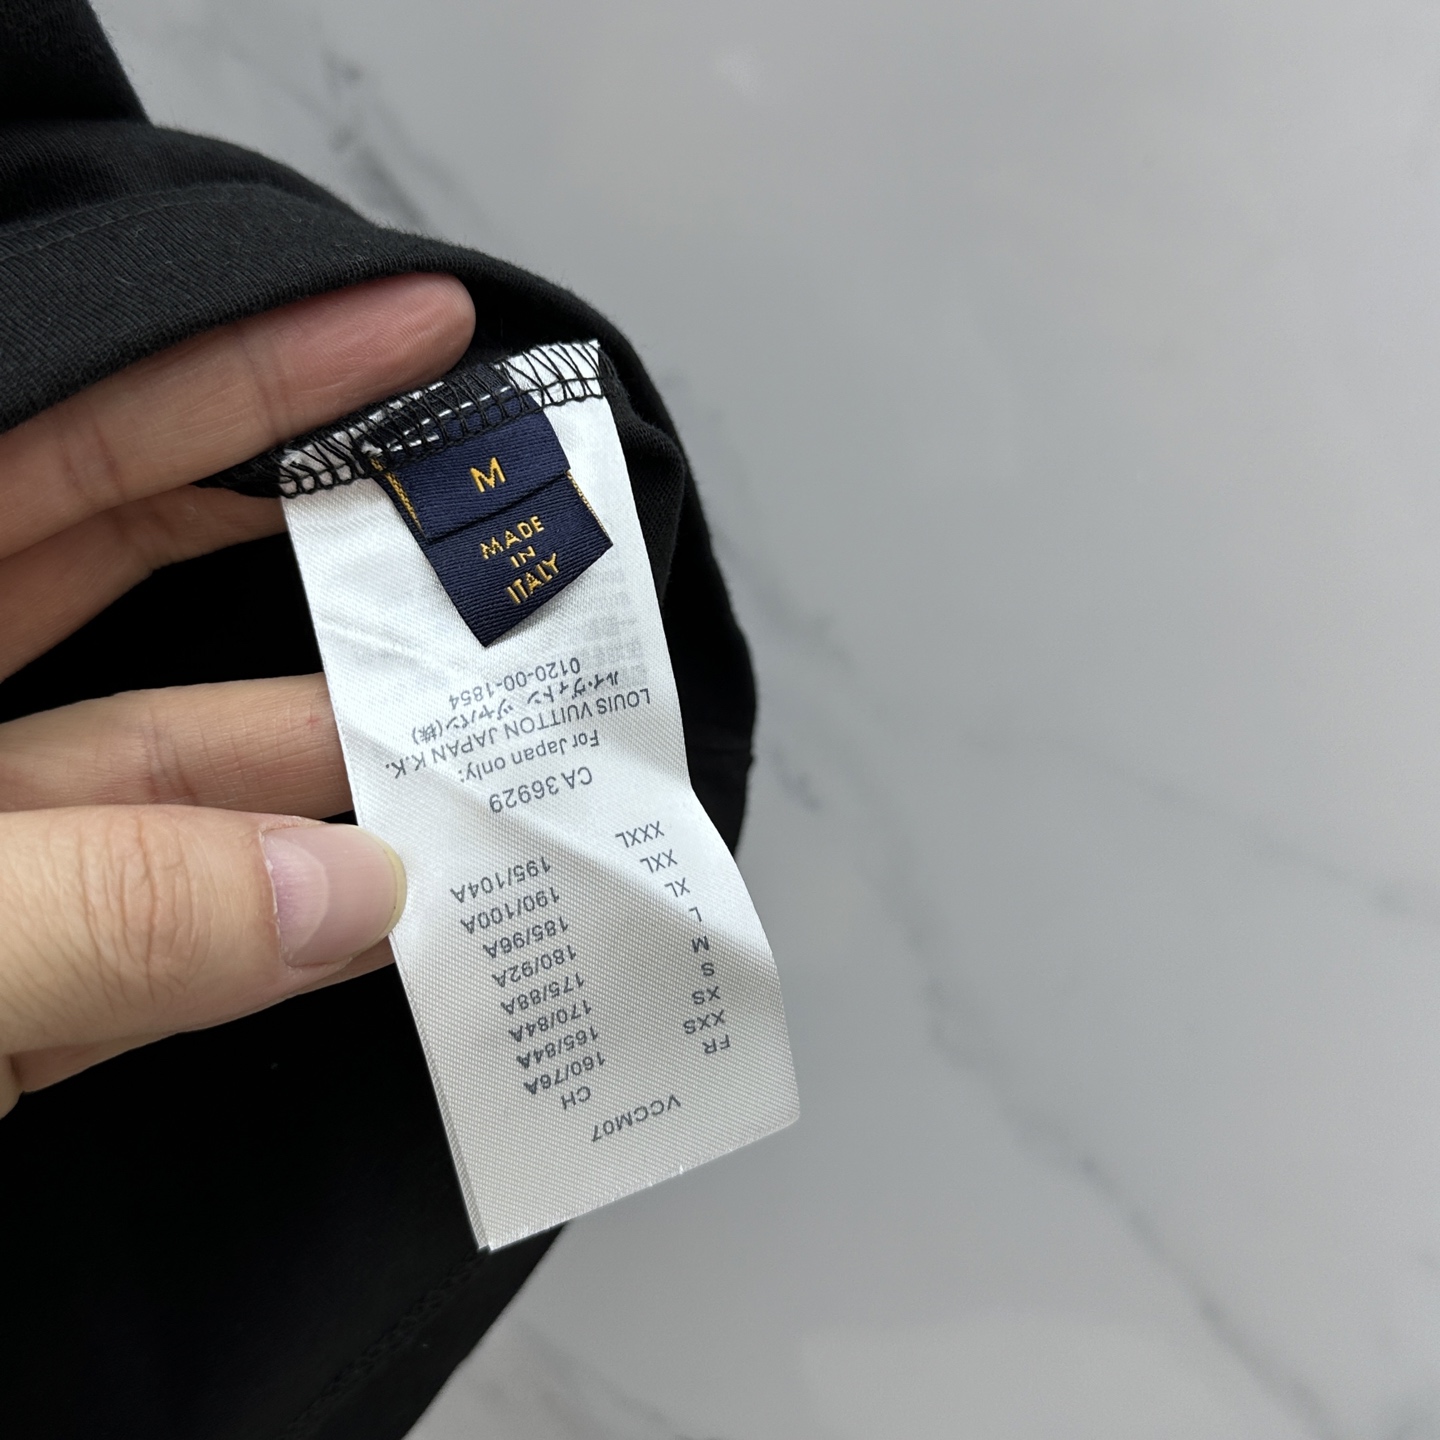 M
MADE
IN
ITALY
VCCM07
FR CH
XXS 160/76A
XS 165/84A
S 170/84A
M 175/88A
L 180/92A
XL 185/96A
XXL 190/100A
XXXL 195/104A
CA 36929
For Japan only:
LOUIS VUITTON JAPAN K.K.
ルイ・ヴィトン ジャパン(株)
0120-00-1854